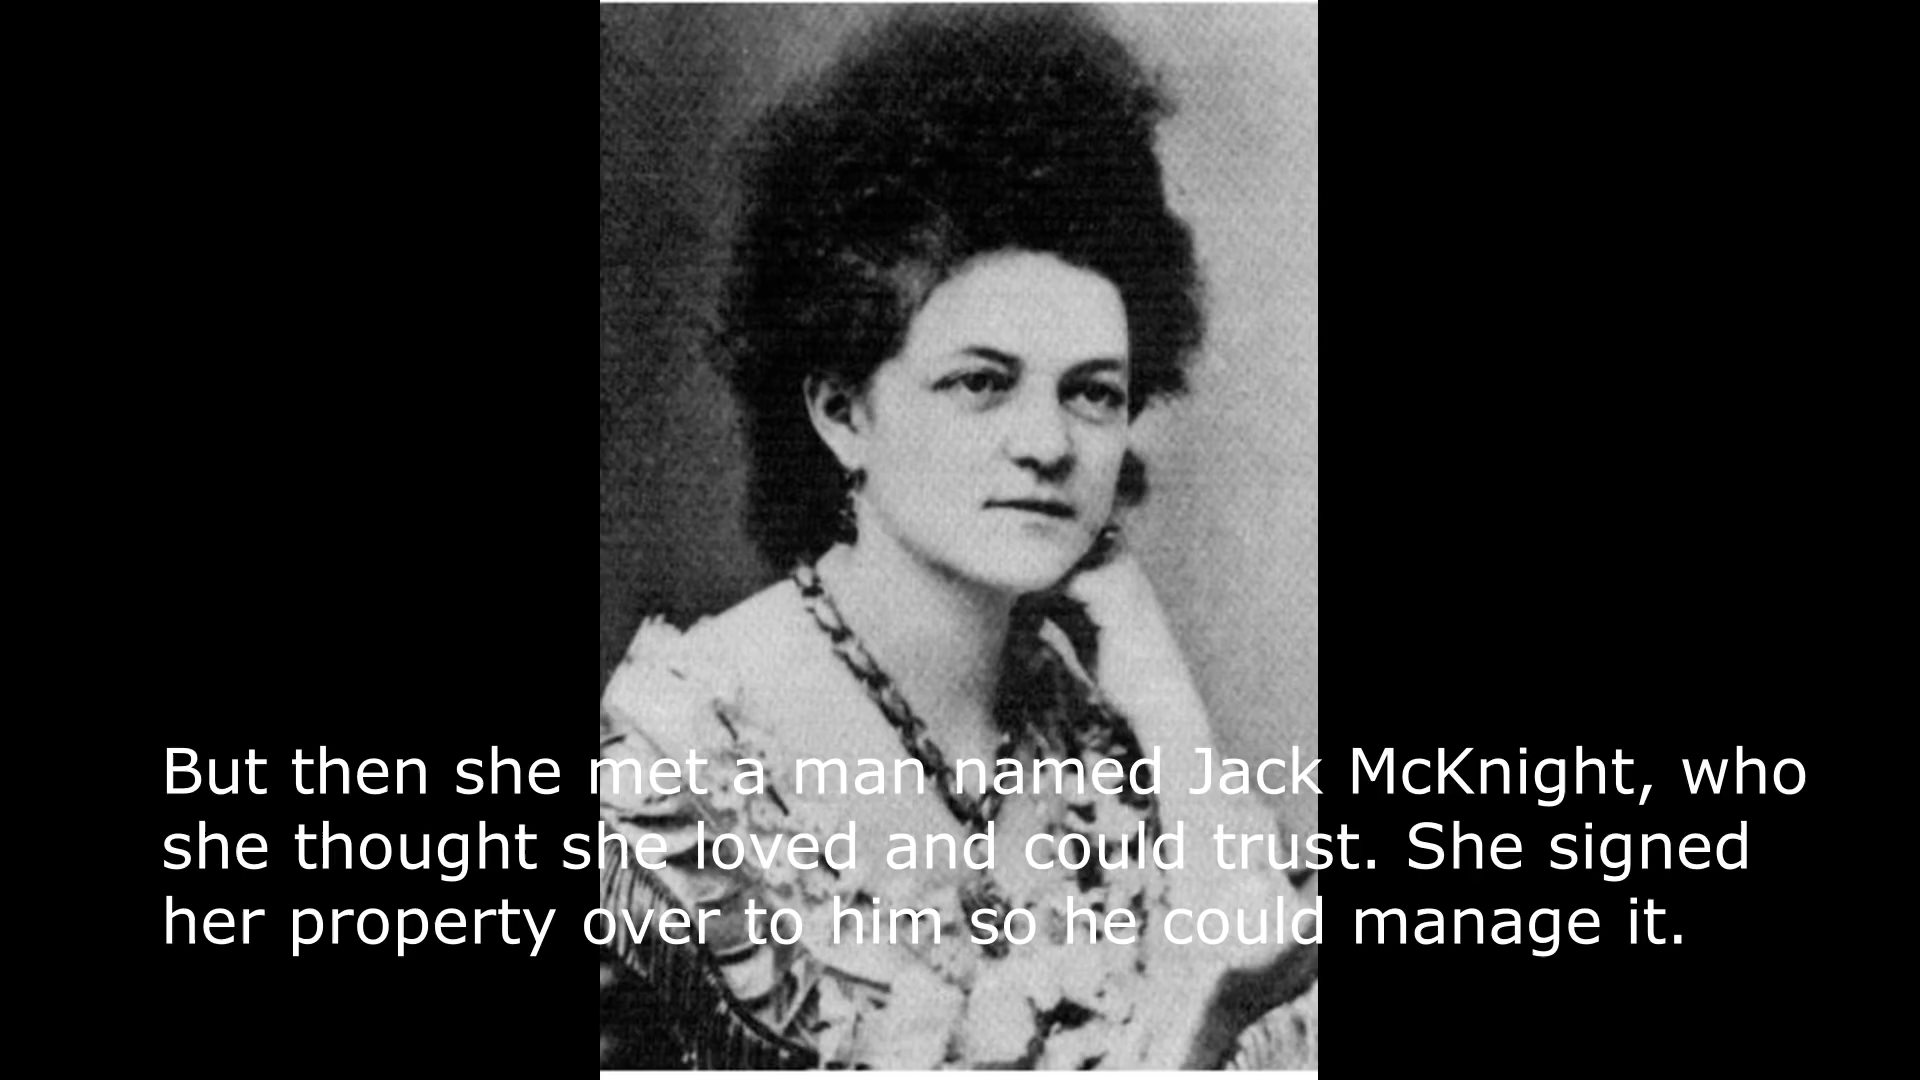 But then she met a man named Jack McKnight, who
she thought she loved and could trust. She signed
her property over to him so he could manage it.